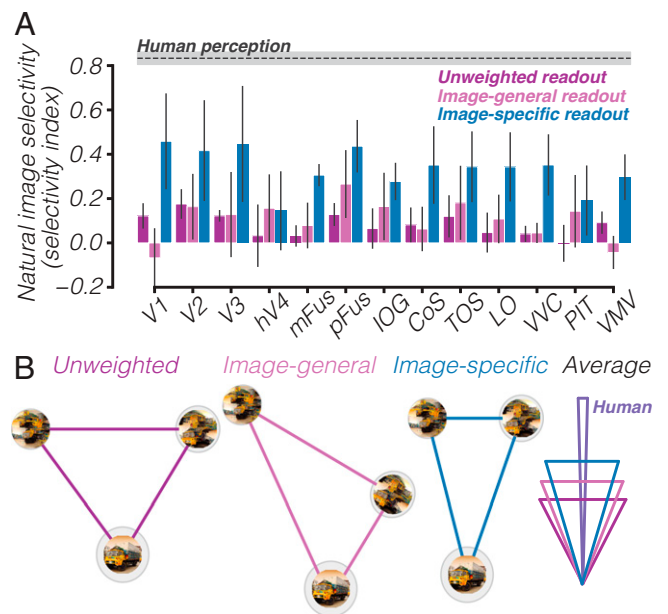 A
Human perception
Natural image selectivity
(selectivity index)
0.8
0.6
0.4
0.2
0.0
−0.2
Unweighted readout
Image-general readout
Image-specific readout
V1 V2 V3 hV4 mFus pFus IOG CoS TOS LO VVC PIT VMV
B Unweighted Image-general Image-specific Average
Human